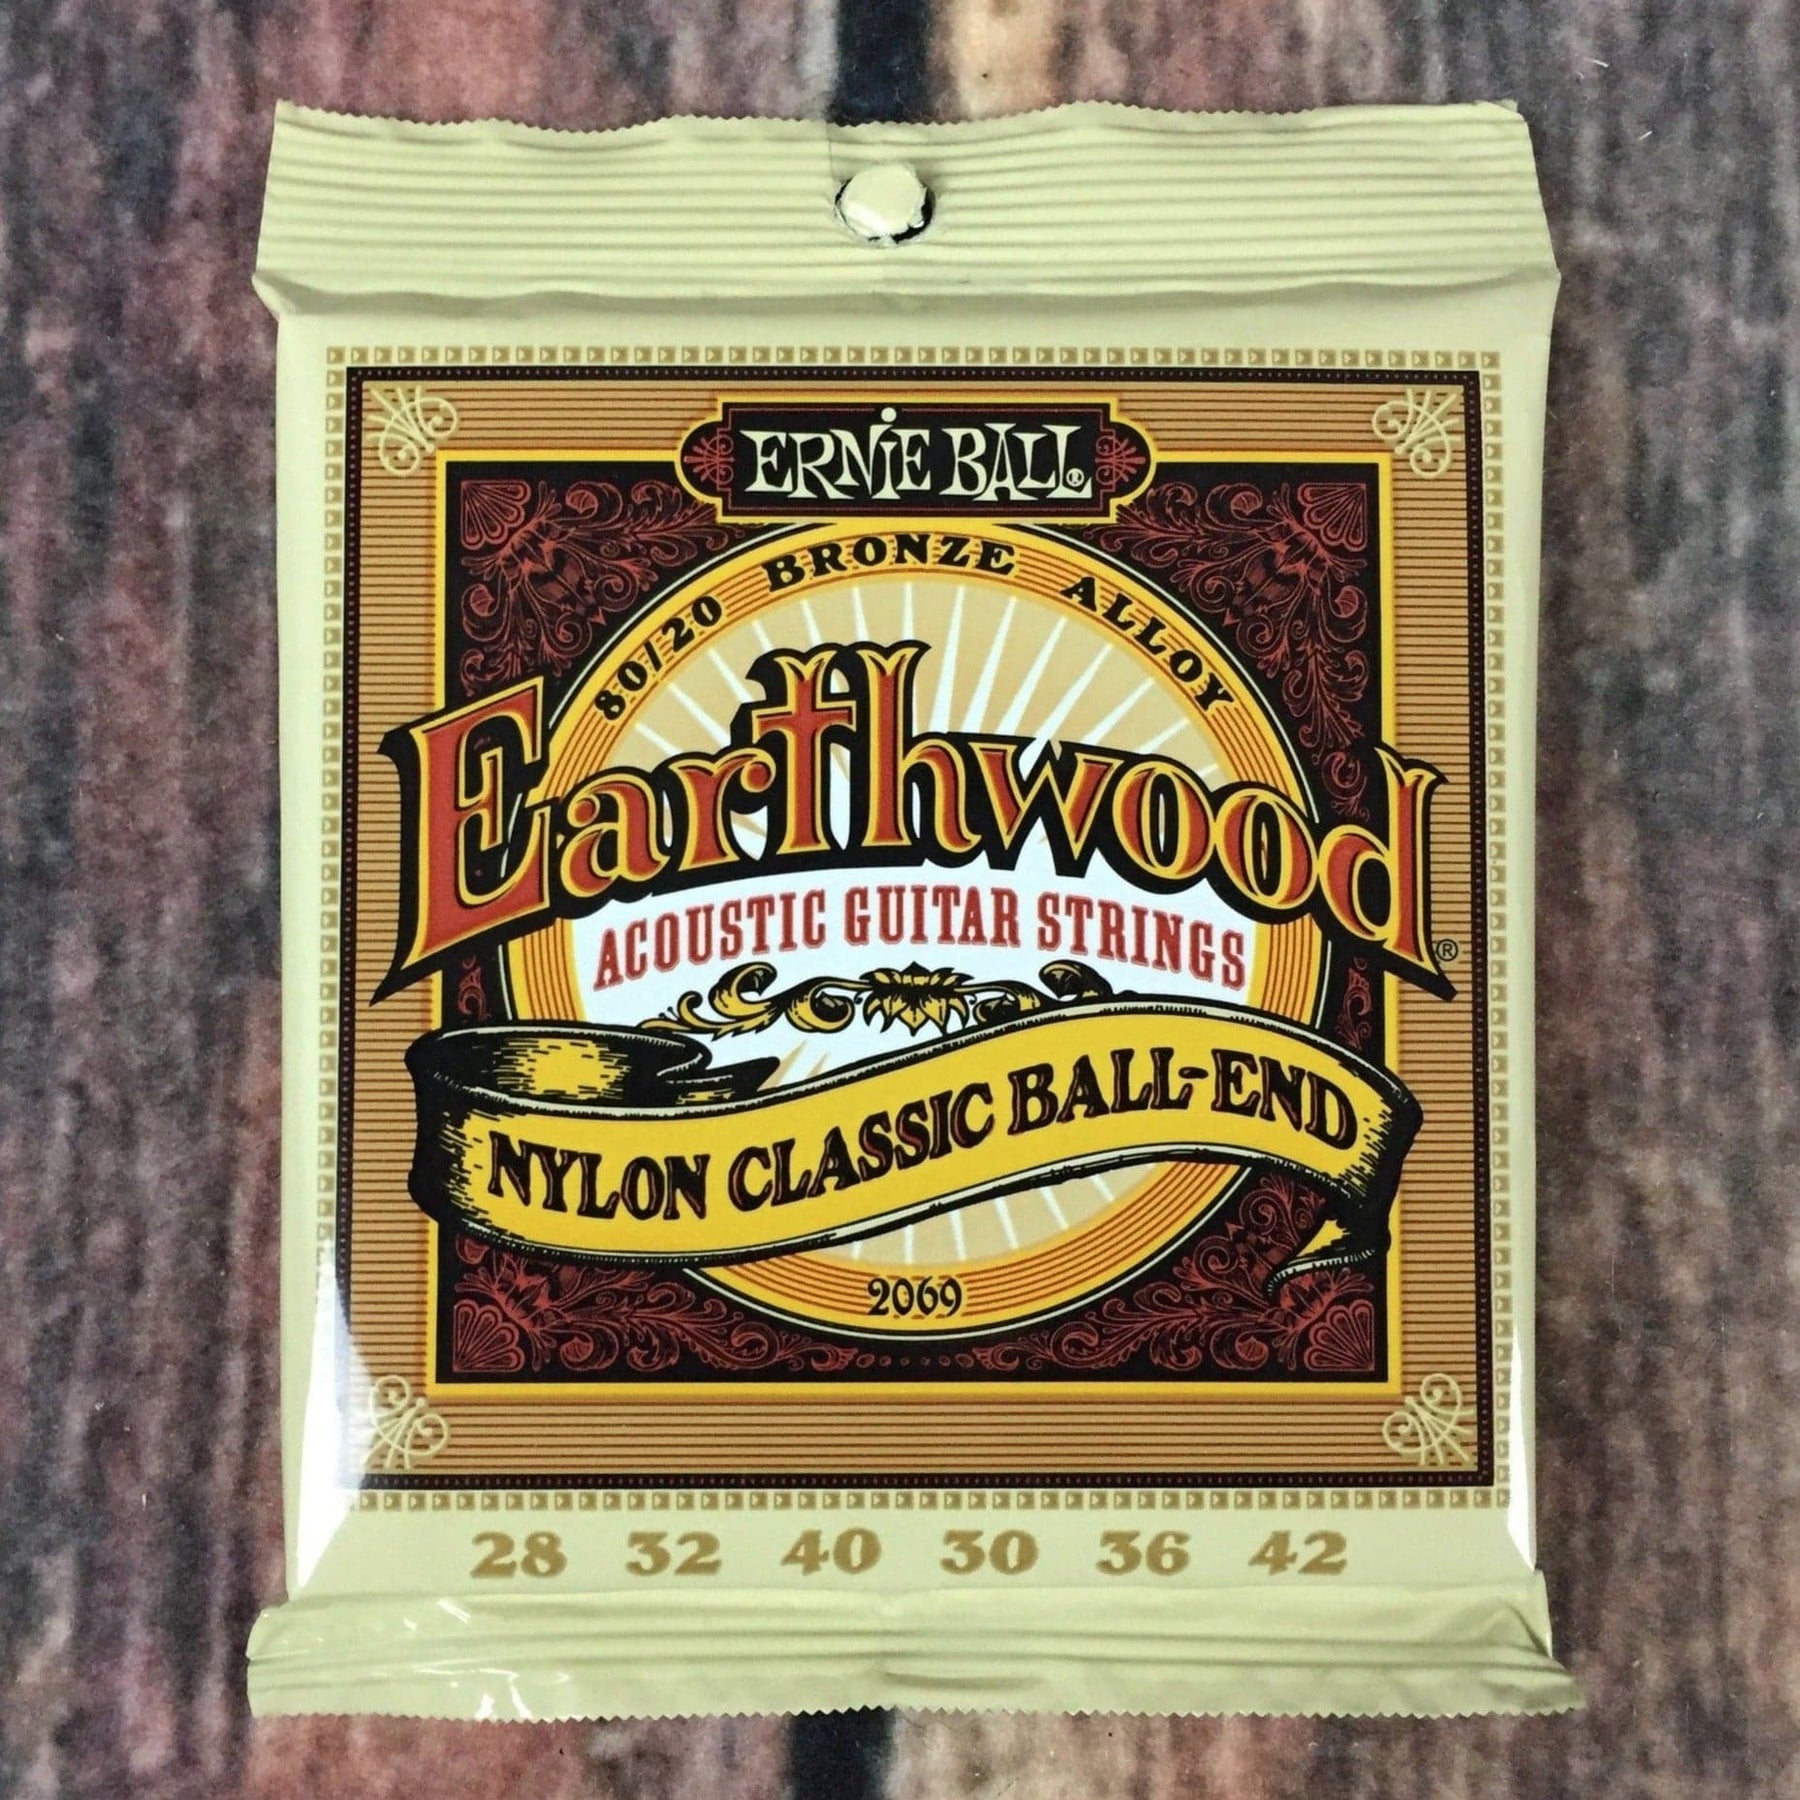 ERNIE BALL®
80/20 BRONZE ALLOY
Earthwood®
ACOUSTIC GUITAR STRINGS
NYLON CLASSIC BALL-END
2069
28 32 40 30 36 42